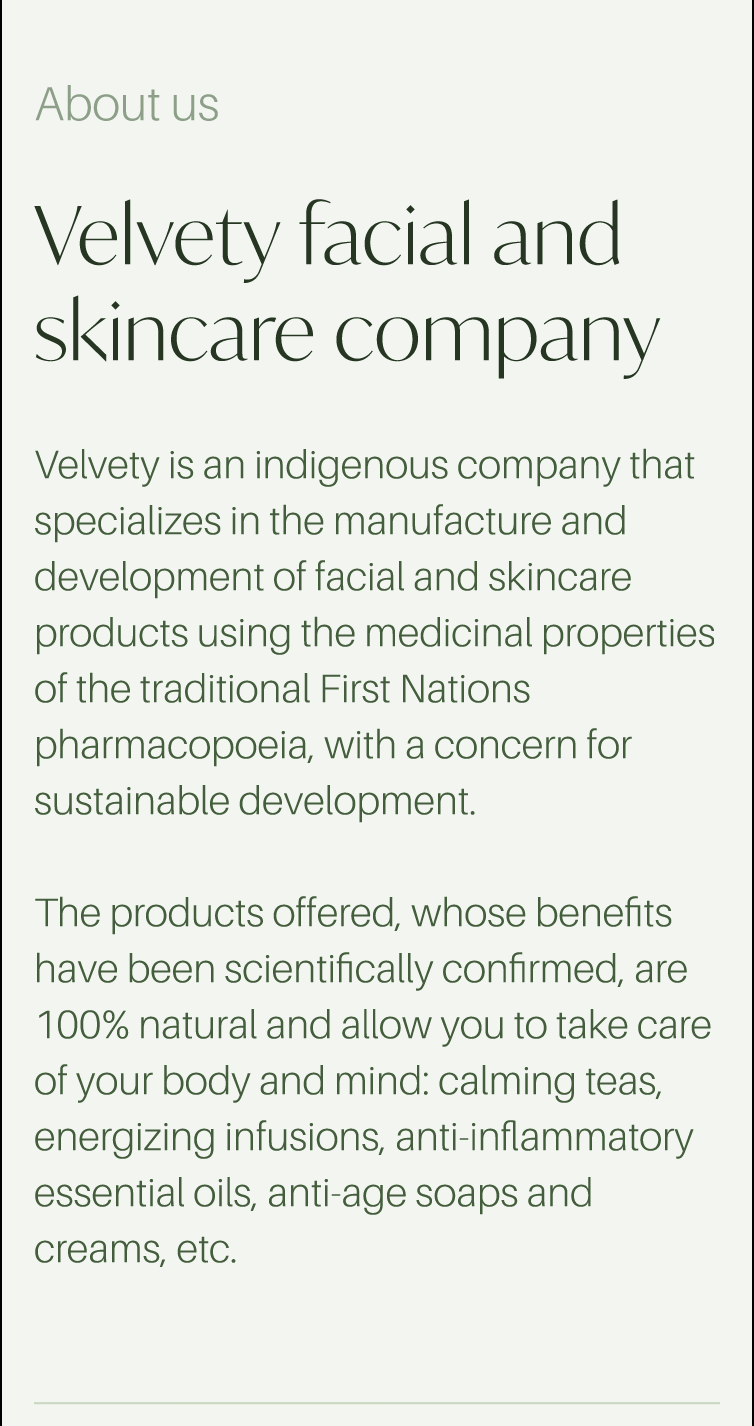 About us
Velvety facial and
skincare company
Velvety is an indigenous company that
specializes in the manufacture and
development of facial and skincare
products using the medicinal properties
of the traditional First Nations
pharmacopoeia, with a concern for
sustainable development.
The products offered, whose benefits
have been scientifically confirmed, are
100% natural and allow you to take care
of your body and mind: calming teas,
energizing infusions, anti-inflammatory
essential oils, anti-age soaps and
creams, etc.